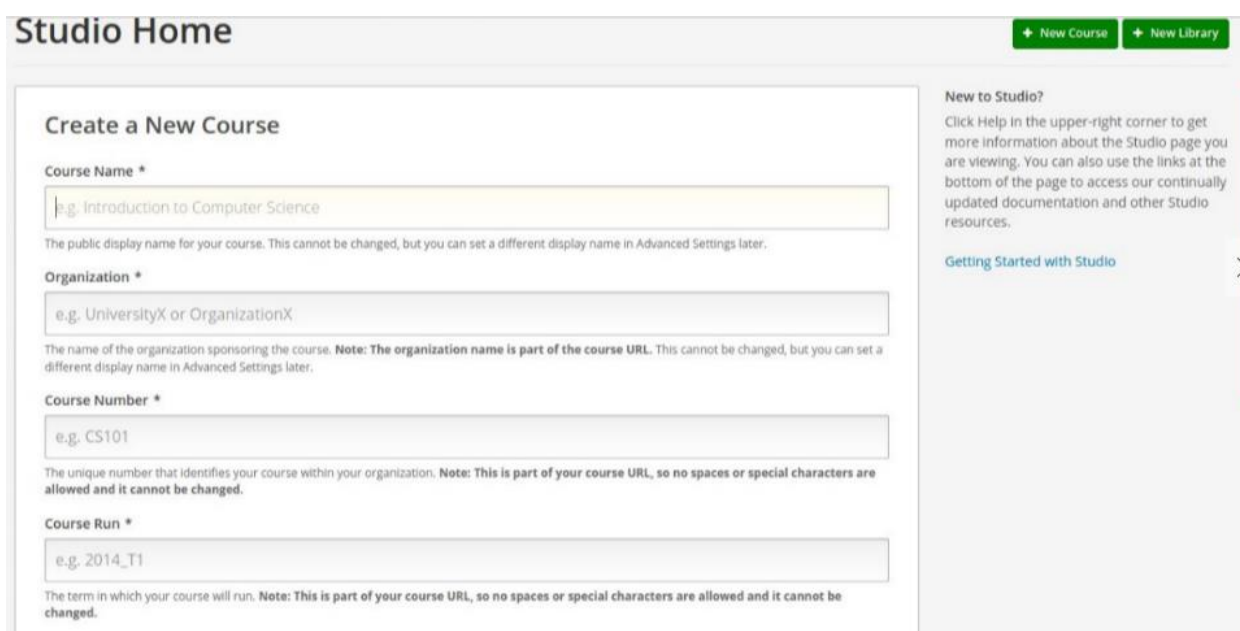 Studio Home
+ New Course
+ New Library
Create a New Course
Course Name *
e.g. Introduction to Computer Science
The public display name for your course. This cannot be changed, but you can set a different display name in Advanced Settings later.
Organization *
e.g. UniversityX or OrganizationX
The name of the organization sponsoring the course. Note: The organization name is part of the course URL. This cannot be changed, but you can set a
different display name in Advanced Settings later.
Course Number *
e.g. CS101
The unique number that identifies your course within your organization. Note: This is part of your course URL, so no spaces or special characters are
allowed and it cannot be changed.
Course Run *
e.g. 2014_T1
The term in which your course will run. Note: This is part of your course URL, so no spaces or special characters are allowed and it cannot be
changed.
New to Studio?
Click Help in the upper-right corner to get
more information about the Studio page you
are viewing. You can also use the links at the
bottom of the page to access our continually
updated documentation and other Studio
resources.
Getting Started with Studio